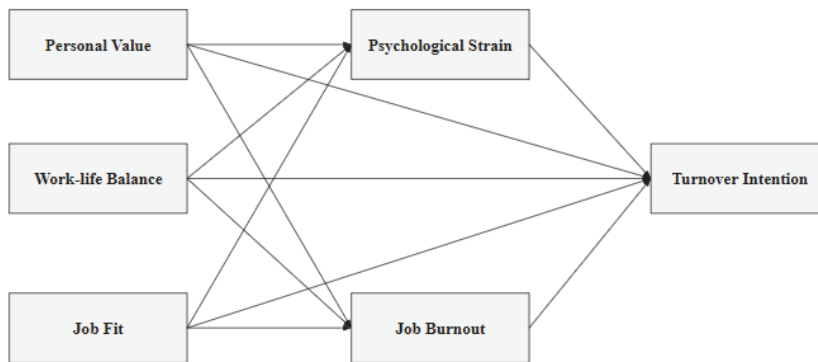 Personal Value
Psychological Strain
Work-life Balance
Turnover Intention
Job Fit
Job Burnout